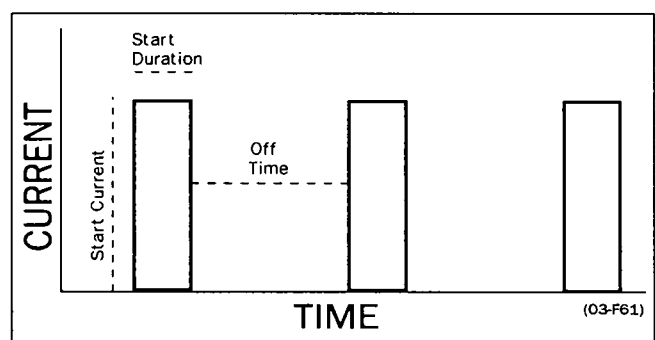 Start
Duration
Off
Time
CURRENT
Start Current
TIME
(03-F61)